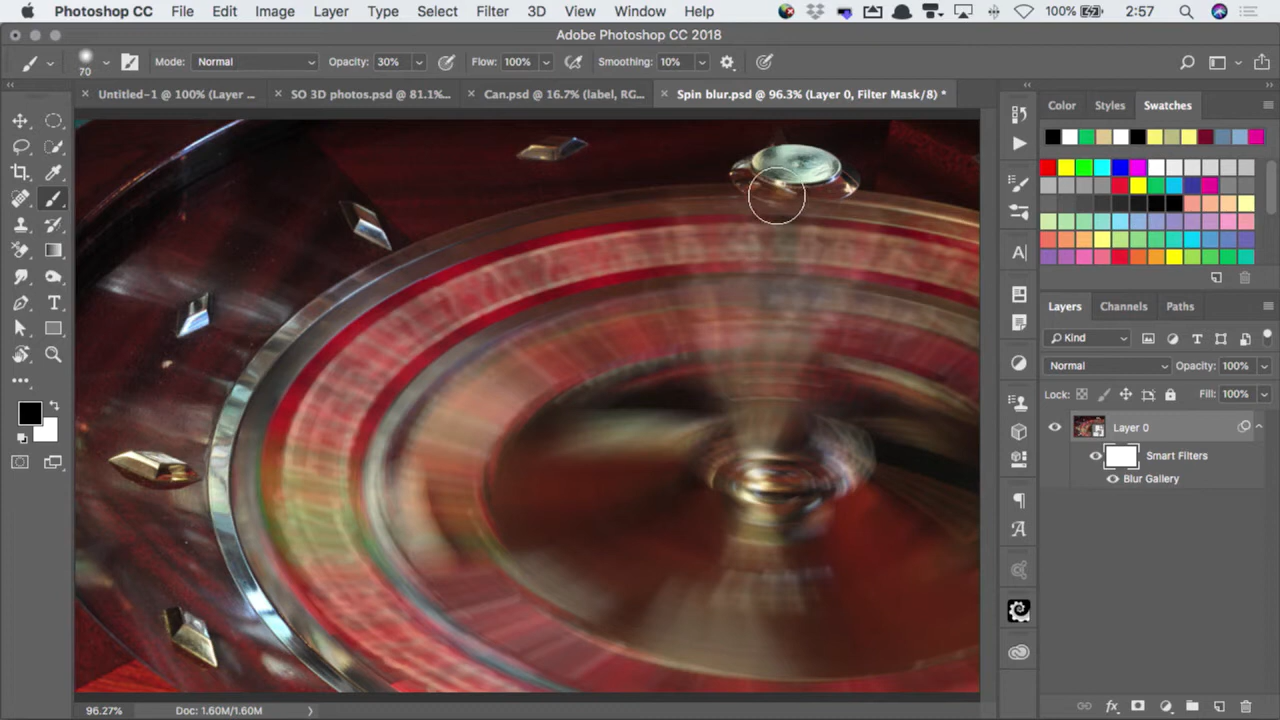 Photoshop CC File Edit Image Layer Type Select Filter 3D View Window Help 100% 2:57
Adobe Photoshop CC 2018
70 Mode: Normal Opacity: 30% Flow: 100% Smoothing: 10%
Untitled-1 @ 100% (Layer ... SO 3D photos.psd @ 81.1%... Can.psd @ 16.7% (label, RG... Spin blur.psd @ 96.3% (Layer 0, Filter Mask/8) *
Color Styles Swatches
Layers Channels Paths
Kind
Normal Opacity: 100%
Lock: Fill: 100%
Layer 0
Smart Filters
Blur Gallery
96.27% Doc: 1.60M/1.60M